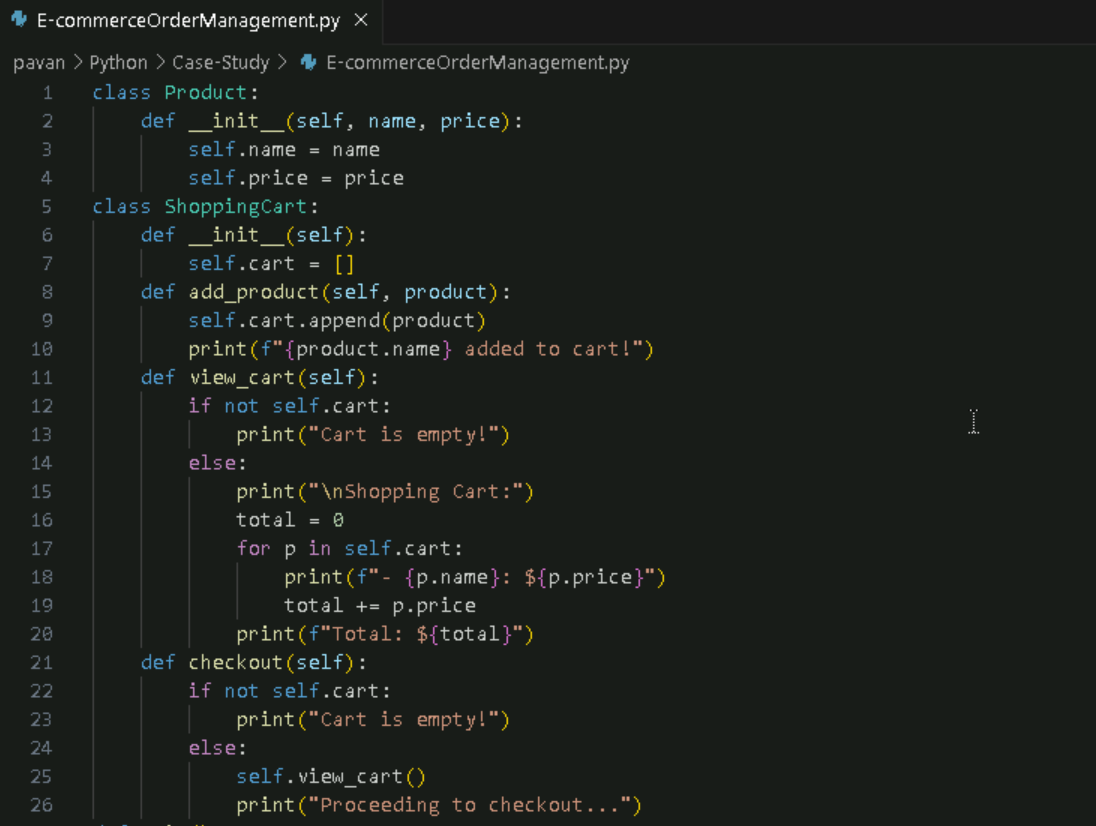 E-commerceOrderManagement.py ×
pavan > Python > Case-Study > E-commerceOrderManagement.py
1 class Product:
2     def __init__(self, name, price):
3         self.name = name
4         self.price = price
5 class ShoppingCart:
6     def __init__(self):
7         self.cart = []
8     def add_product(self, product):
9         self.cart.append(product)
10         print(f"{product.name} added to cart!")
11     def view_cart(self):
12         if not self.cart:
13             print("Cart is empty!")
14         else:
15             print("\nShopping Cart:")
16             total = 0
17             for p in self.cart:
18                 print(f"- {p.name}: ${p.price}")
19                 total += p.price
20             print(f"Total: ${total}")
21     def checkout(self):
22         if not self.cart:
23             print("Cart is empty!")
24         else:
25             self.view_cart()
26             print("Proceeding to checkout...")